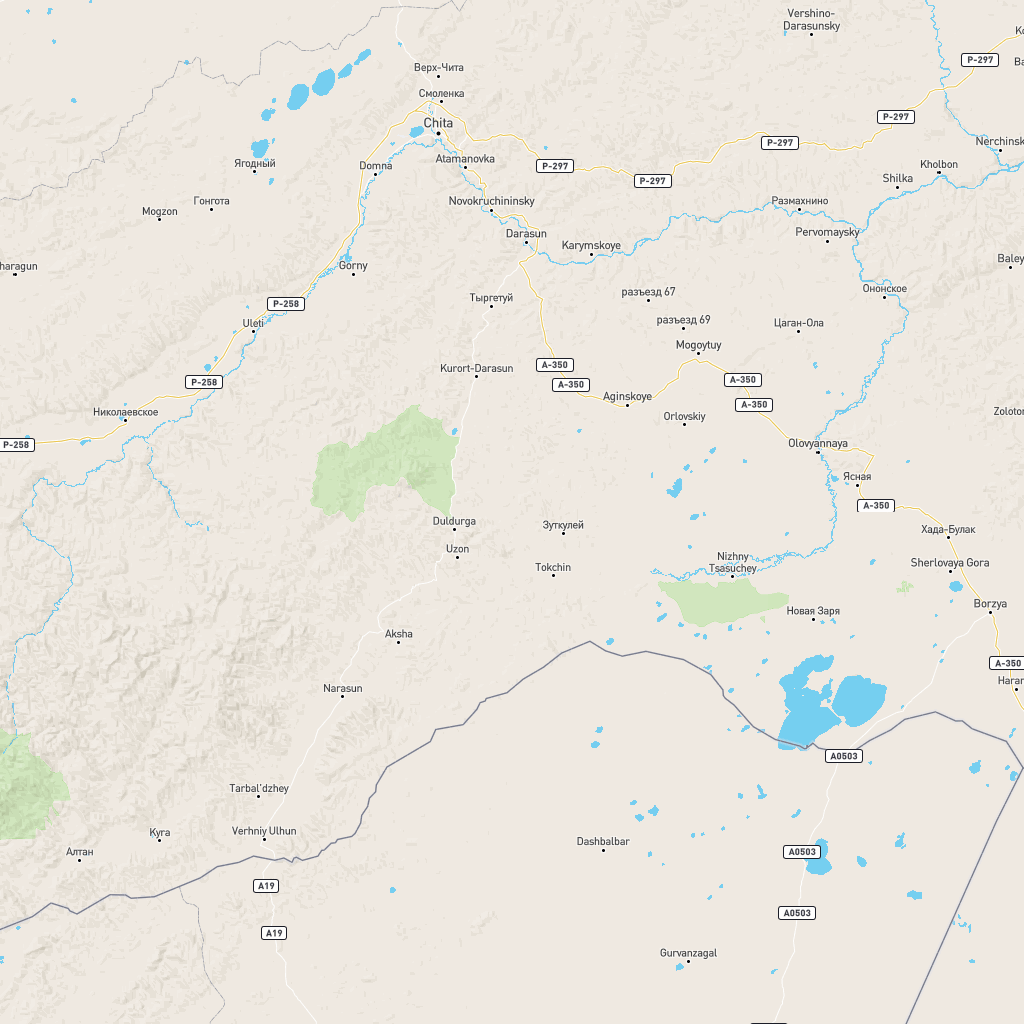 Vershino-
Darasunsky
P-297
Верх-Чита
Смоленка
P-297
Chita
P-297
Nerchinsk
Ягодный
Domna
Atamanovka
P-297
P-297
Kholbon
Shilka
Mogzon
Гонгота
Novokruchininsky
Размахнино
Darasun
Karymskoye
Pervomaysky
haragun
Gorny
Baley
P-258
Тыргетуй
разъезд 67
Ононское
Uleti
разъезд 69
Цаган-Ола
Mogoytuy
Kurort-Darasun
A-350
A-350
A-350
P-258
Aginskoye
A-350
Николаевское
Orlovskiy
Zoloto
P-258
Olovyannaya
Ясная
A-350
Duldurga
Зуткулей
Хада-Булак
Uzon
Tokchin
Nizhny
Tsasuchey
Sherlovaya Gora
Новая Заря
Borzya
Aksha
A-350
Haran
Narasun
A0503
Tarbal'dzhey
Kyra
Verhniy Ulhun
Dashbalbar
A0503
Алтан
A19
A0503
A19
Gurvanzagal